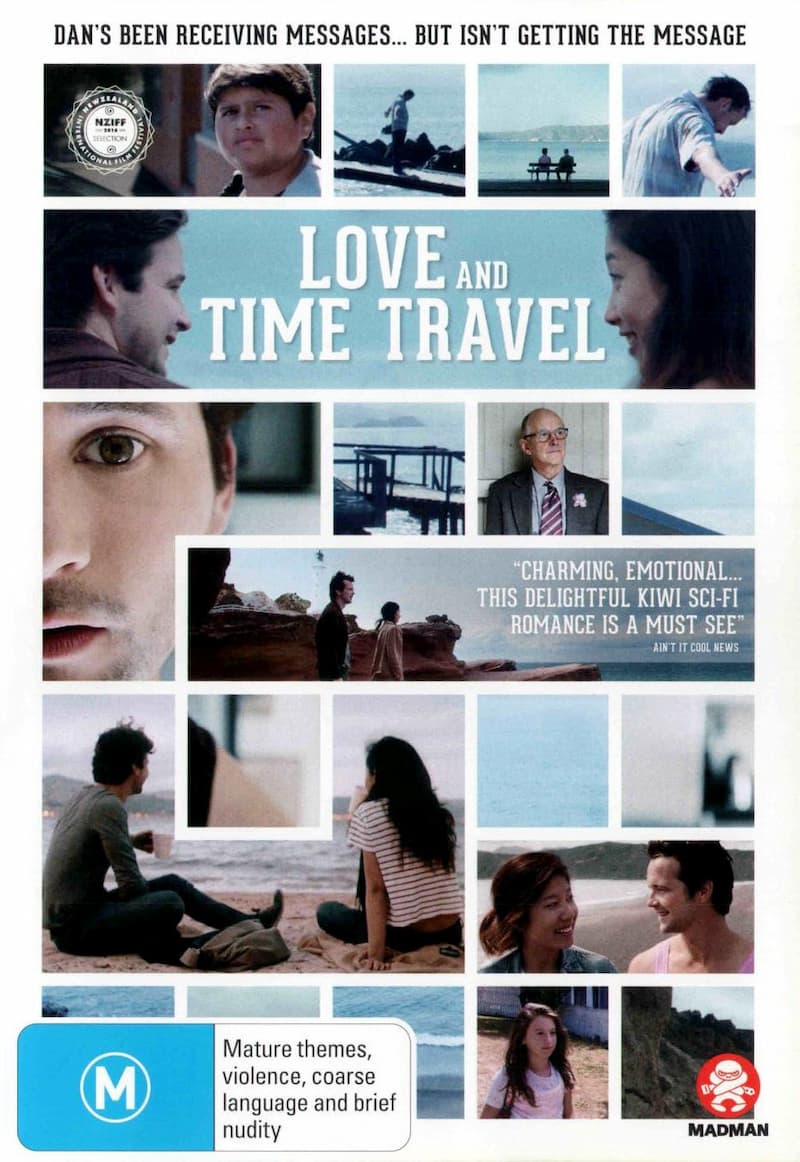 DAN'S BEEN RECEIVING MESSAGES... BUT ISN'T GETTING THE MESSAGE
NEW ZEALAND
NZIFF
2016
SELECTION
INTERNATIONAL FILM FESTIVAL
LOVE AND
TIME TRAVEL
"CHARMING, EMOTIONAL...
THIS DELIGHTFUL KIWI SCI-FI
ROMANCE IS A MUST SEE"
AIN'T IT COOL NEWS
M
Mature themes,
violence, coarse
language and brief
nudity
MADMAN